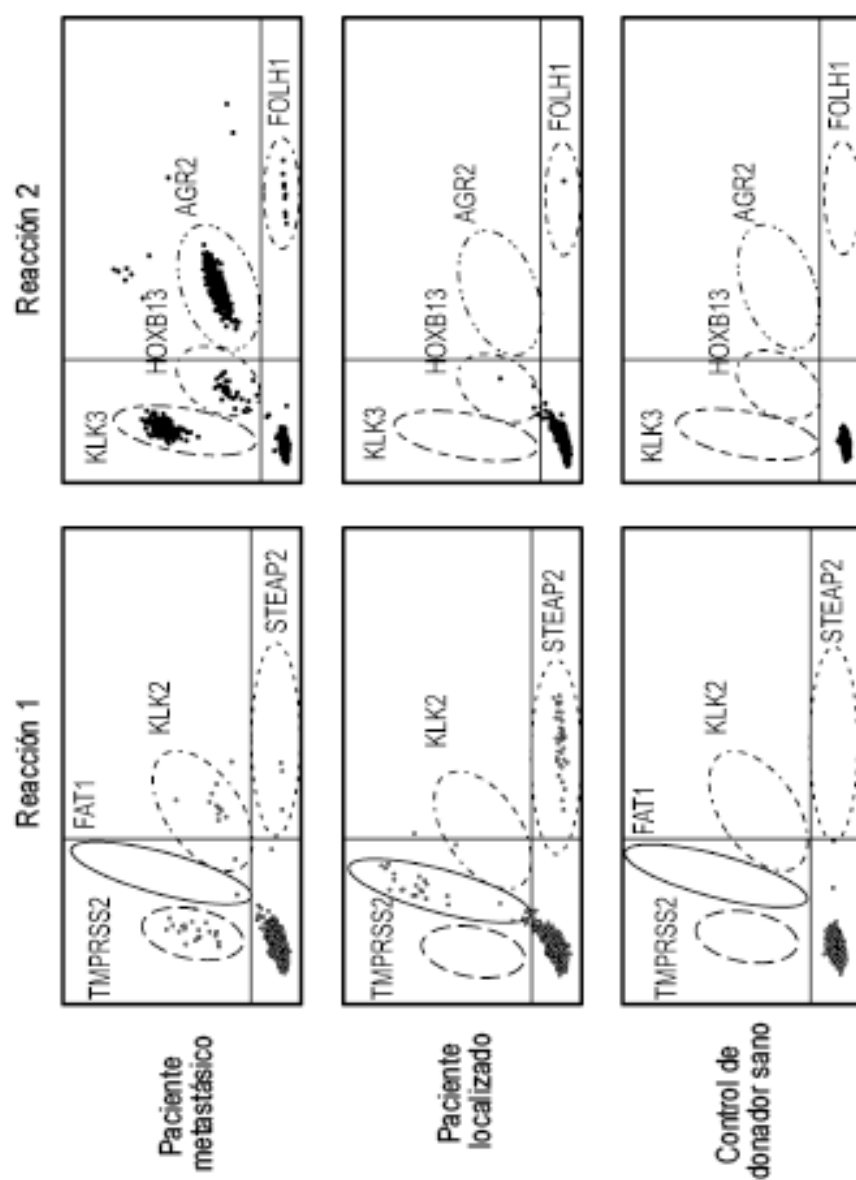 Reacción 1
Reacción 2
Paciente
metastásico
TMPRSS2
FAT1
KLK2
STEAP2
KLK3
HOXB13
AGR2
FOLH1
Paciente
localizado
TMPRSS2
KLK2
STEAP2
KLK3
HOXB13
AGR2
FOLH1
Control de
donador sano
TMPRSS2
FAT1
KLK2
STEAP2
KLK3
HOXB13
AGR2
FOLH1